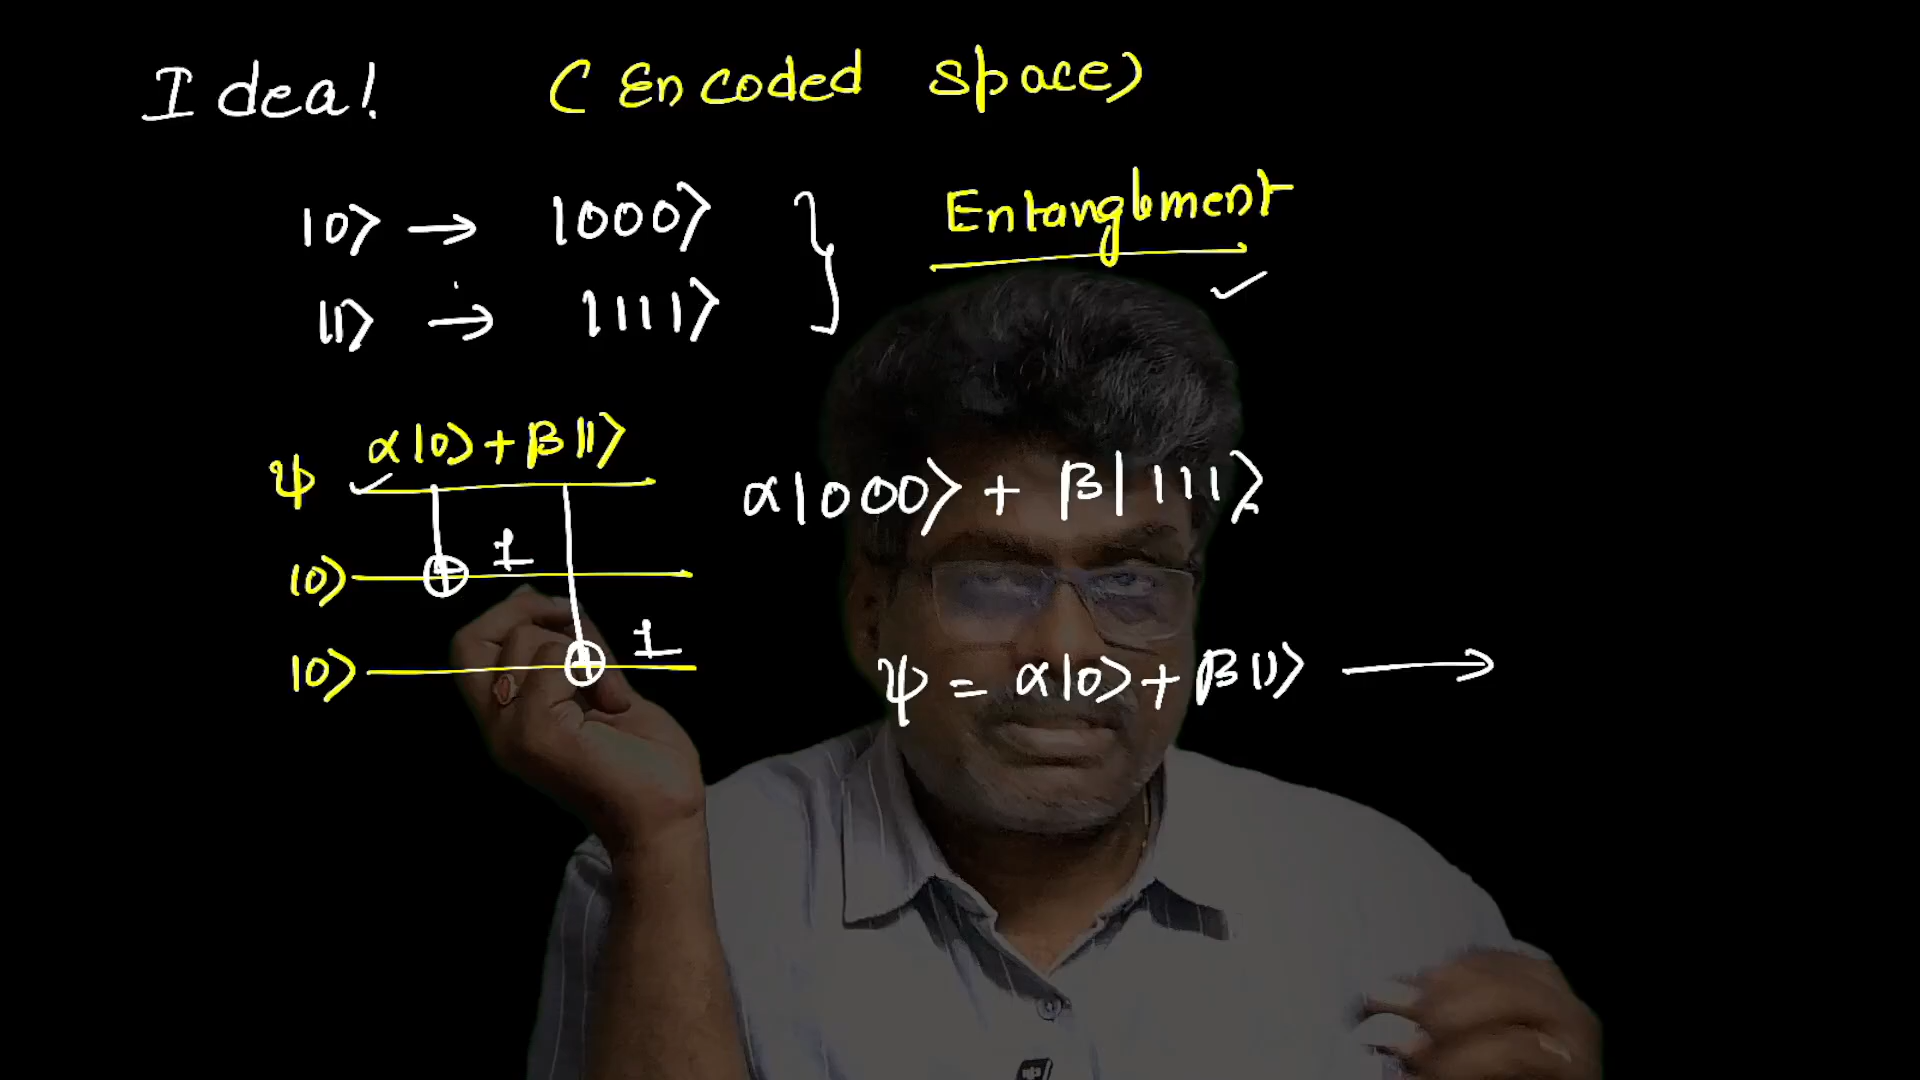 Idea! (Encoded space)
|0⟩ → |000⟩
Entanglement
|1⟩ → |111⟩
α|0⟩ + β|1⟩
ψ
α|000⟩ + β|111⟩
|0⟩ 1
|0⟩ 1
ψ = α|0⟩ + β|1⟩ →